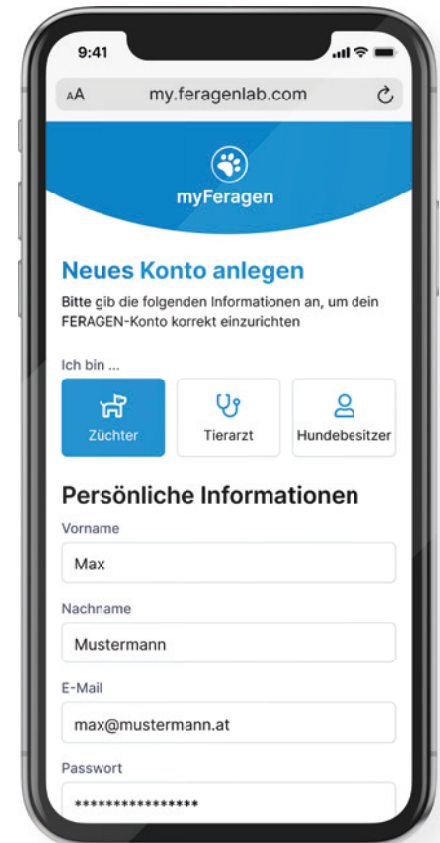 9:41
AA my.feragenlab.com
myFeragen
Neues Konto anlegen
Bitte gib die folgenden Informationen an, um dein
FERAGEN-Konto korrekt einzurichten
Ich bin ...
Züchter Tierarzt Hundebesitzer
Persönliche Informationen
Vorname
Max
Nachname
Mustermann
E-Mail
max@mustermann.at
Passwort
****************